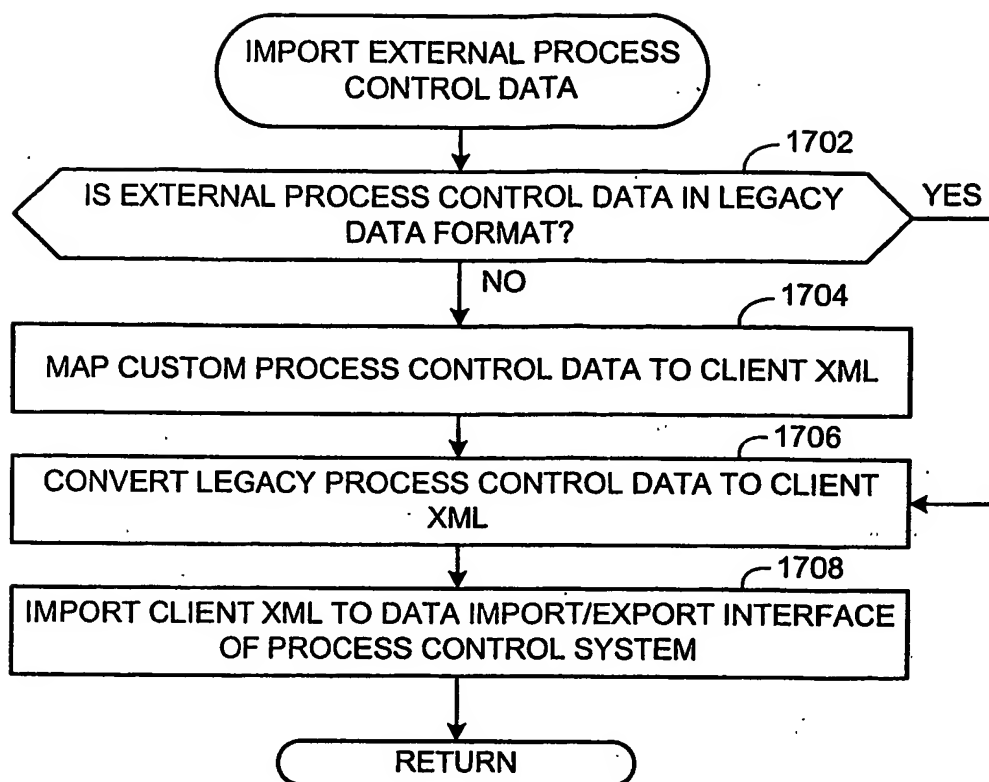 IMPORT EXTERNAL PROCESS
CONTROL DATA
1702
IS EXTERNAL PROCESS CONTROL DATA IN LEGACY
DATA FORMAT?
YES
NO
1704
MAP CUSTOM PROCESS CONTROL DATA TO CLIENT XML
1706
CONVERT LEGACY PROCESS CONTROL DATA TO CLIENT
XML
1708
IMPORT CLIENT XML TO DATA IMPORT/EXPORT INTERFACE
OF PROCESS CONTROL SYSTEM
RETURN